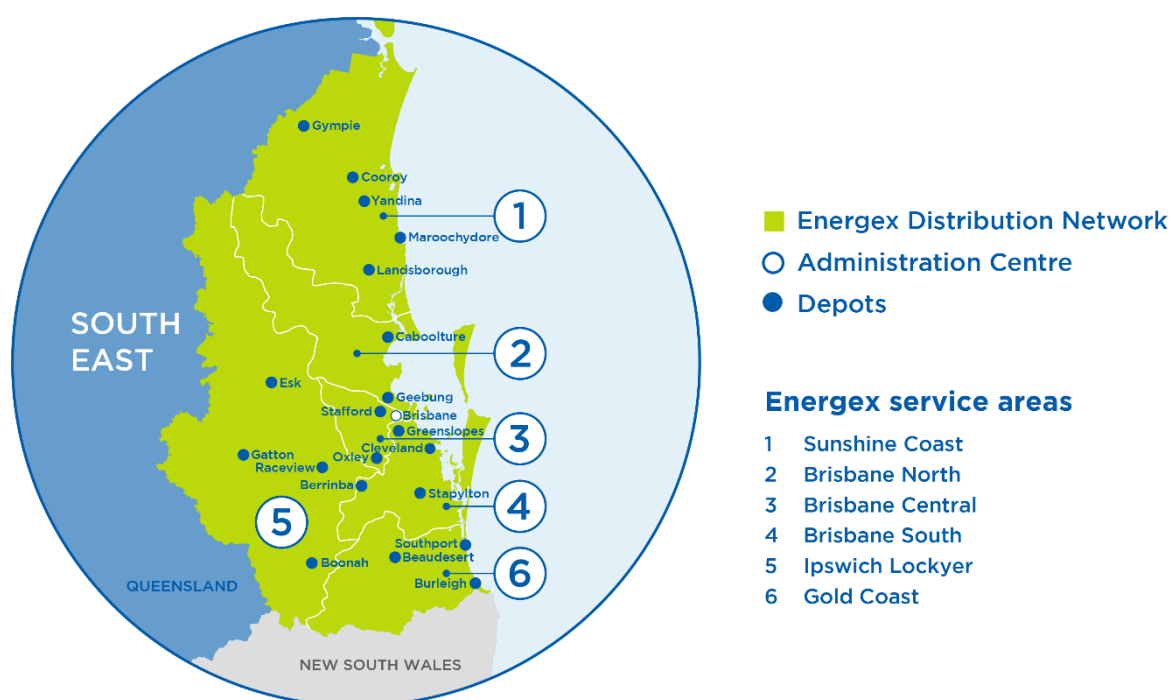 Gympie
Cooroy
Yandina
1
Maroochydore
Landsborough
SOUTH
EAST
Caboolture
2
Esk
Geebung
Stafford
Brisbane
Greenslopes
3
Cleveland
Gatton
Oxley
Raceview
Berrinba
Stapylton
4
5
Southport
Beaudesert
Boonah
6
Burleigh
QUEENSLAND
NEW SOUTH WALES
Energex Distribution Network
Administration Centre
Depots
Energex service areas
1 Sunshine Coast
2 Brisbane North
3 Brisbane Central
4 Brisbane South
5 Ipswich Lockyer
6 Gold Coast